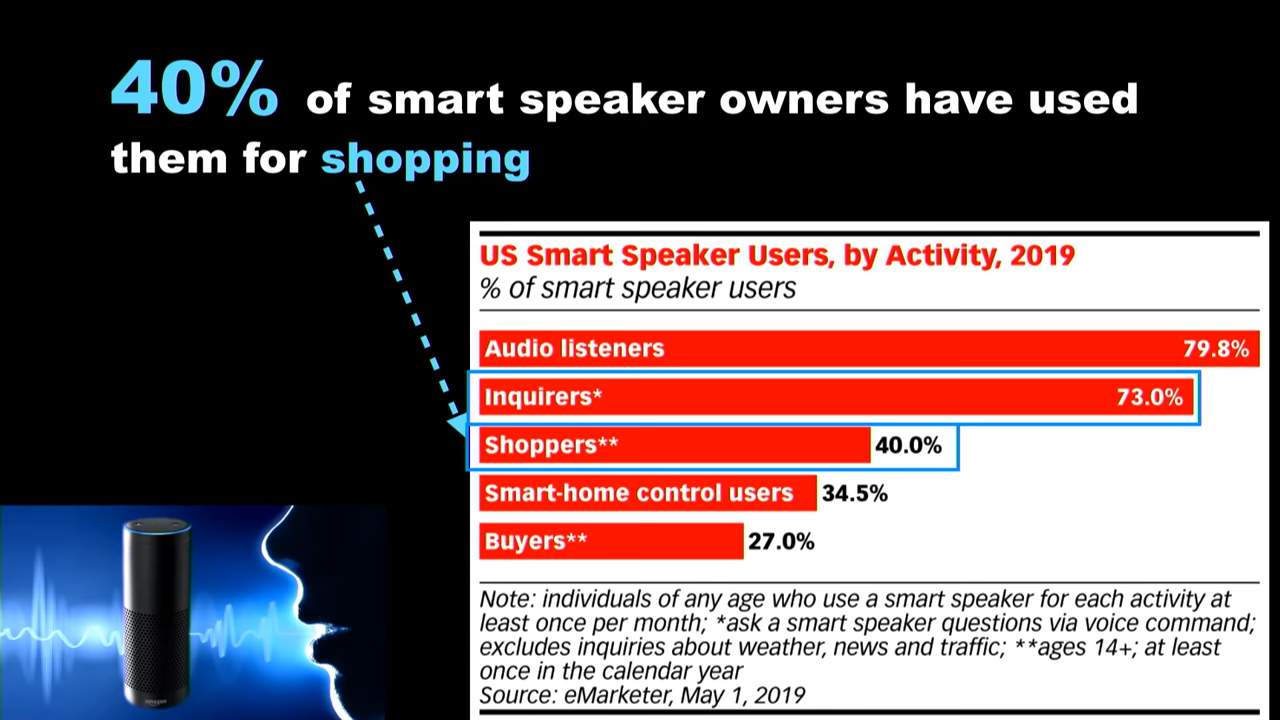 40% of smart speaker owners have used
them for shopping
US Smart Speaker Users, by Activity, 2019
% of smart speaker users
Audio listeners 79.8%
Inquirers* 73.0%
Shoppers** 40.0%
Smart-home control users 34.5%
Buyers** 27.0%
Note: individuals of any age who use a smart speaker for each activity at
least once per month; *ask a smart speaker questions via voice command;
excludes inquiries about weather, news and traffic; **ages 14+; at least
once in the calendar year
Source: eMarketer, May 1, 2019
amazon